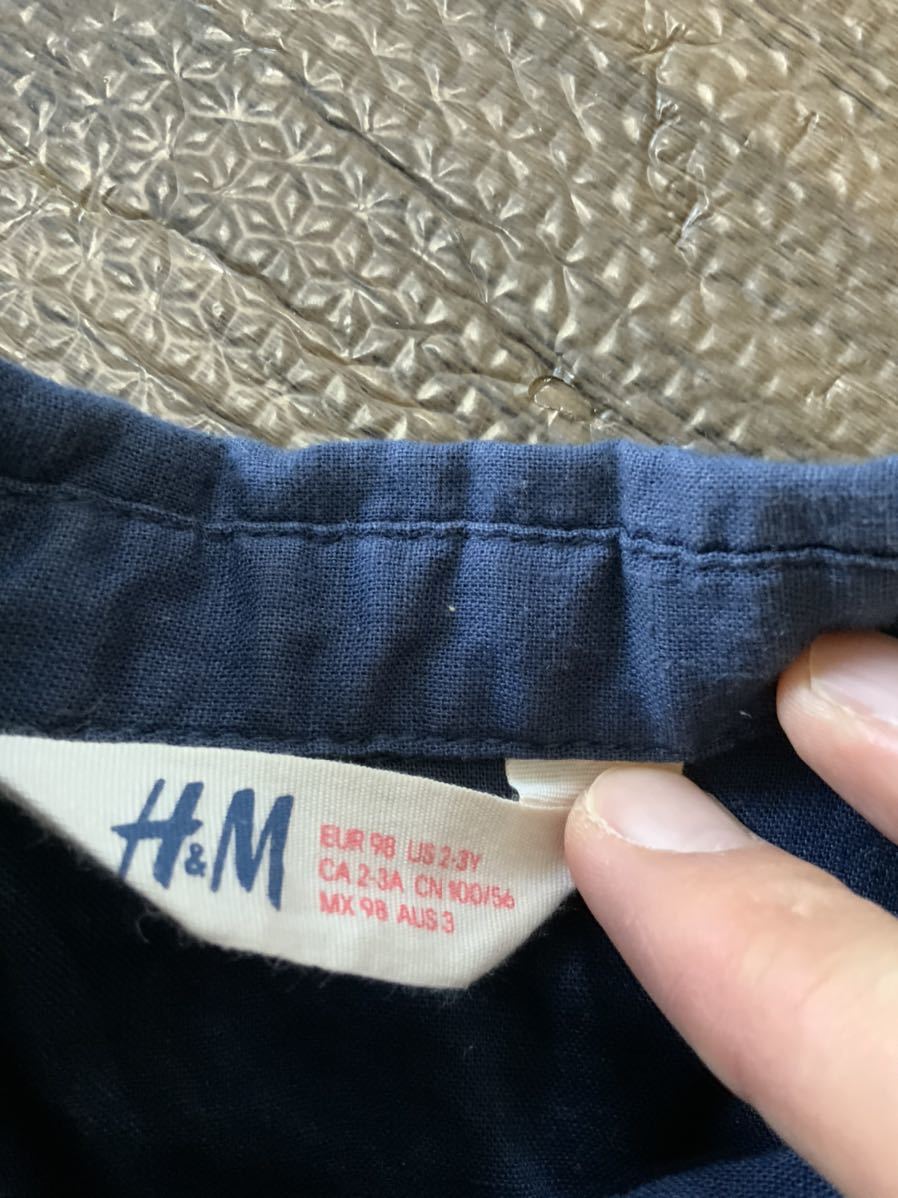 H&M
EUR 98 US 2-3Y
CA 2-3A CN 100/56
MX 98 AUS 3